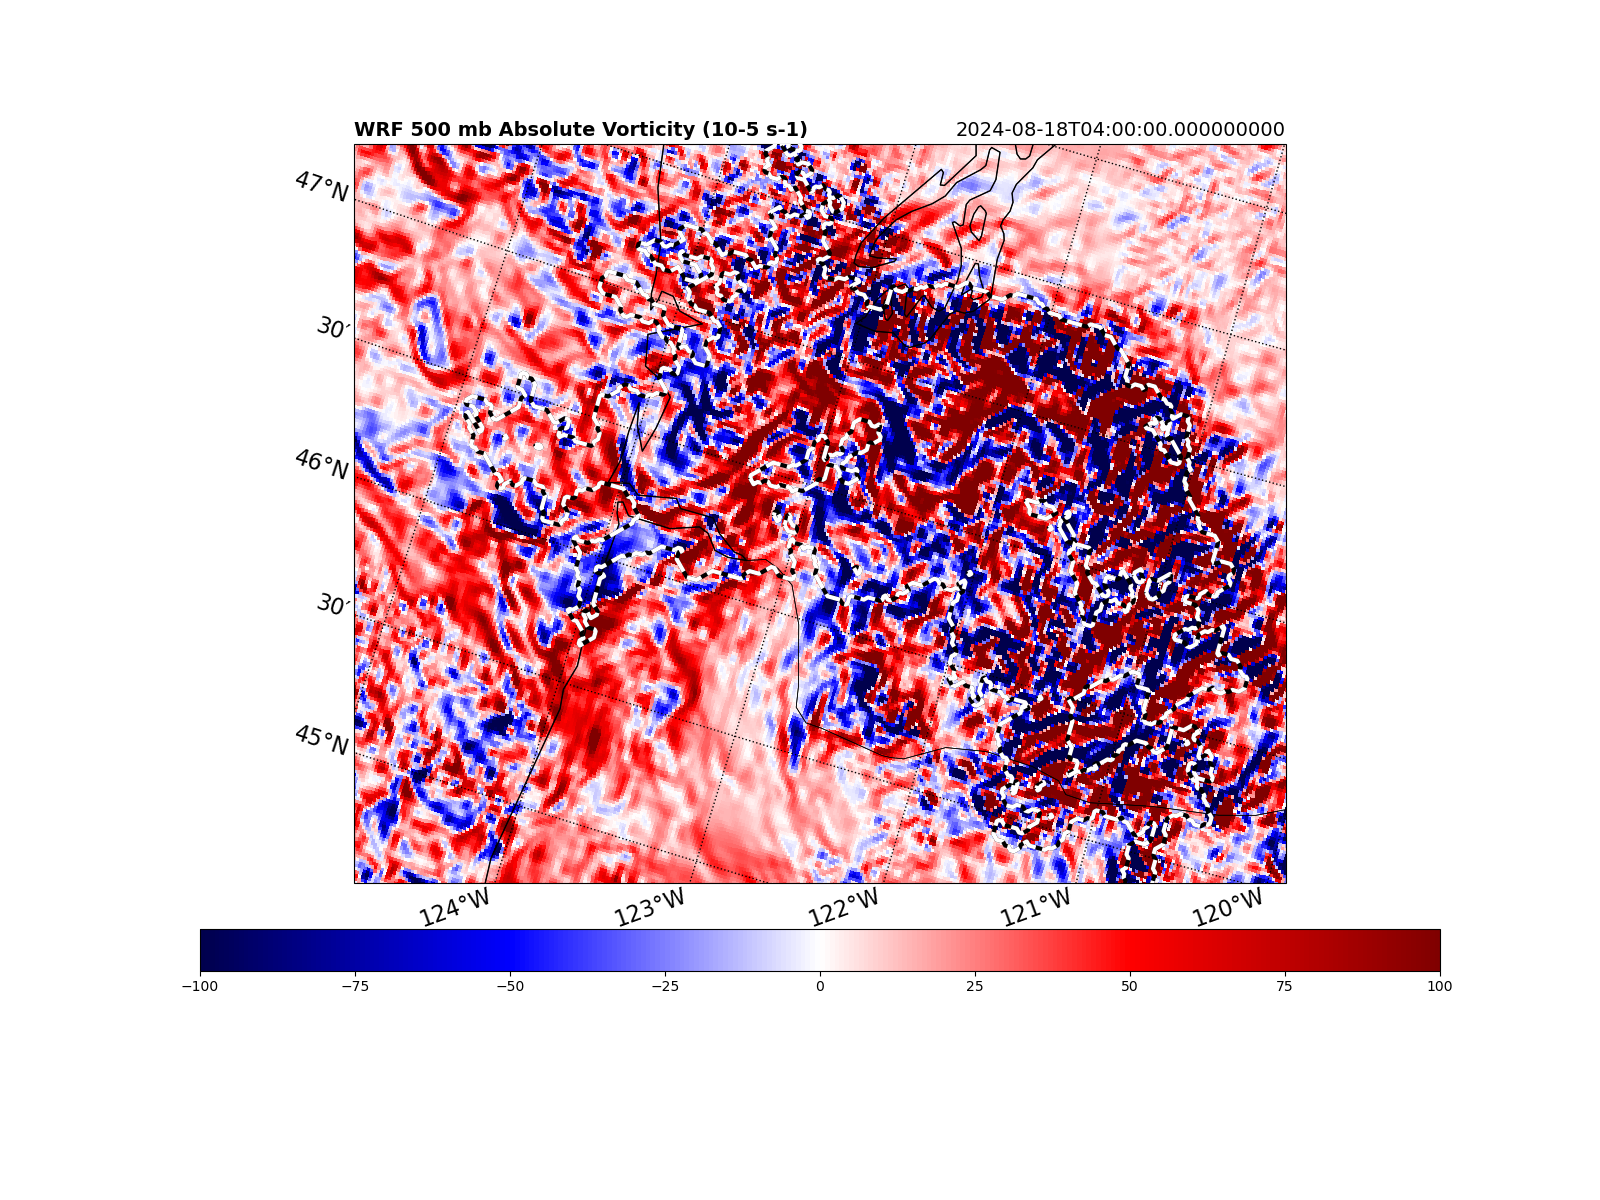 WRF 500 mb Absolute Vorticity (10-5 s-1) 2024-08-18T04:00:00.000000000
47°N
30′
46°N
30′
45°N
124°W 123°W 122°W 121°W 120°W
−100 −75 −50 −25 0 25 50 75 100